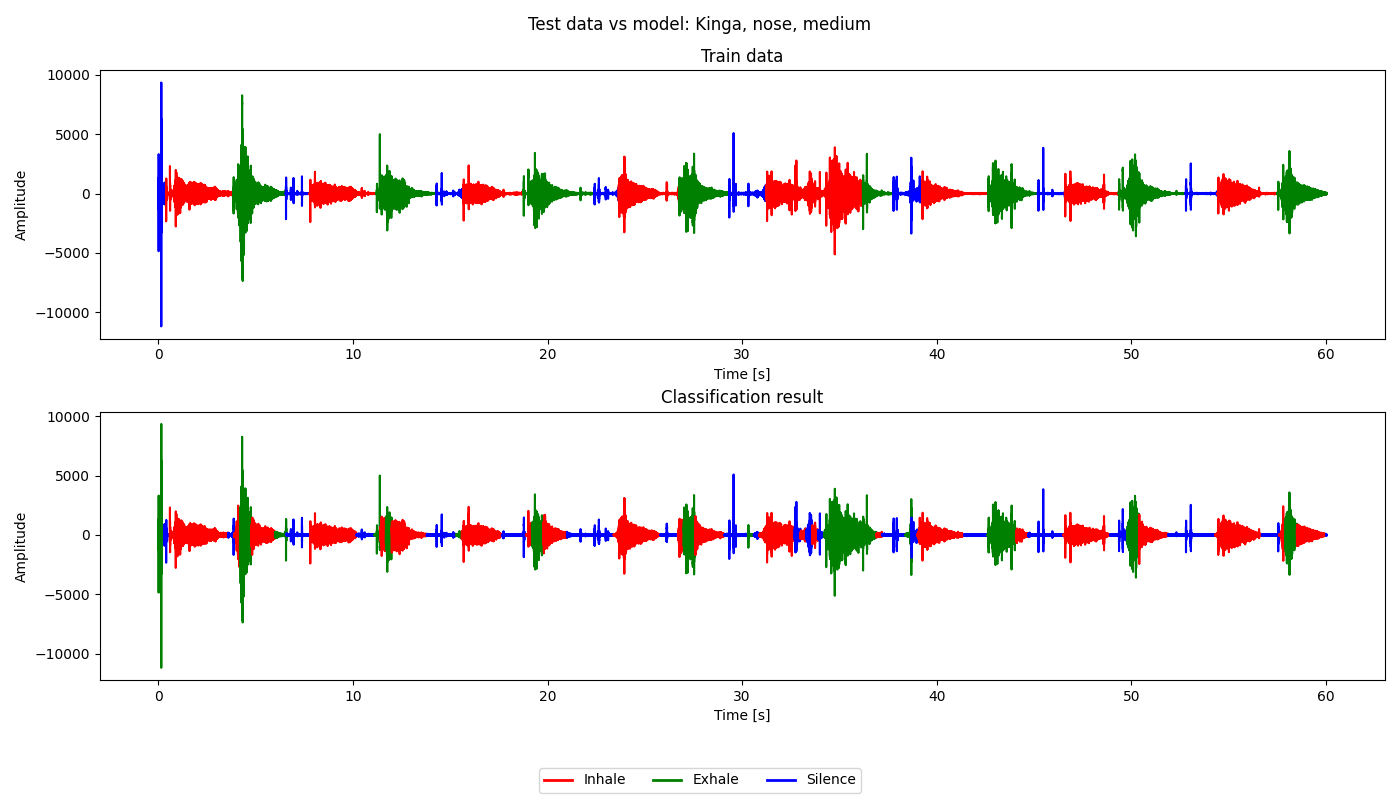 Test data vs model: Kinga, nose, medium
Train data
10000
5000
0
−5000
−10000
Amplitude
0 10 20 30 40 50 60
Time [s]
Classification result
10000
5000
0
−5000
−10000
Amplitude
0 10 20 30 40 50 60
Time [s]
Inhale Exhale Silence